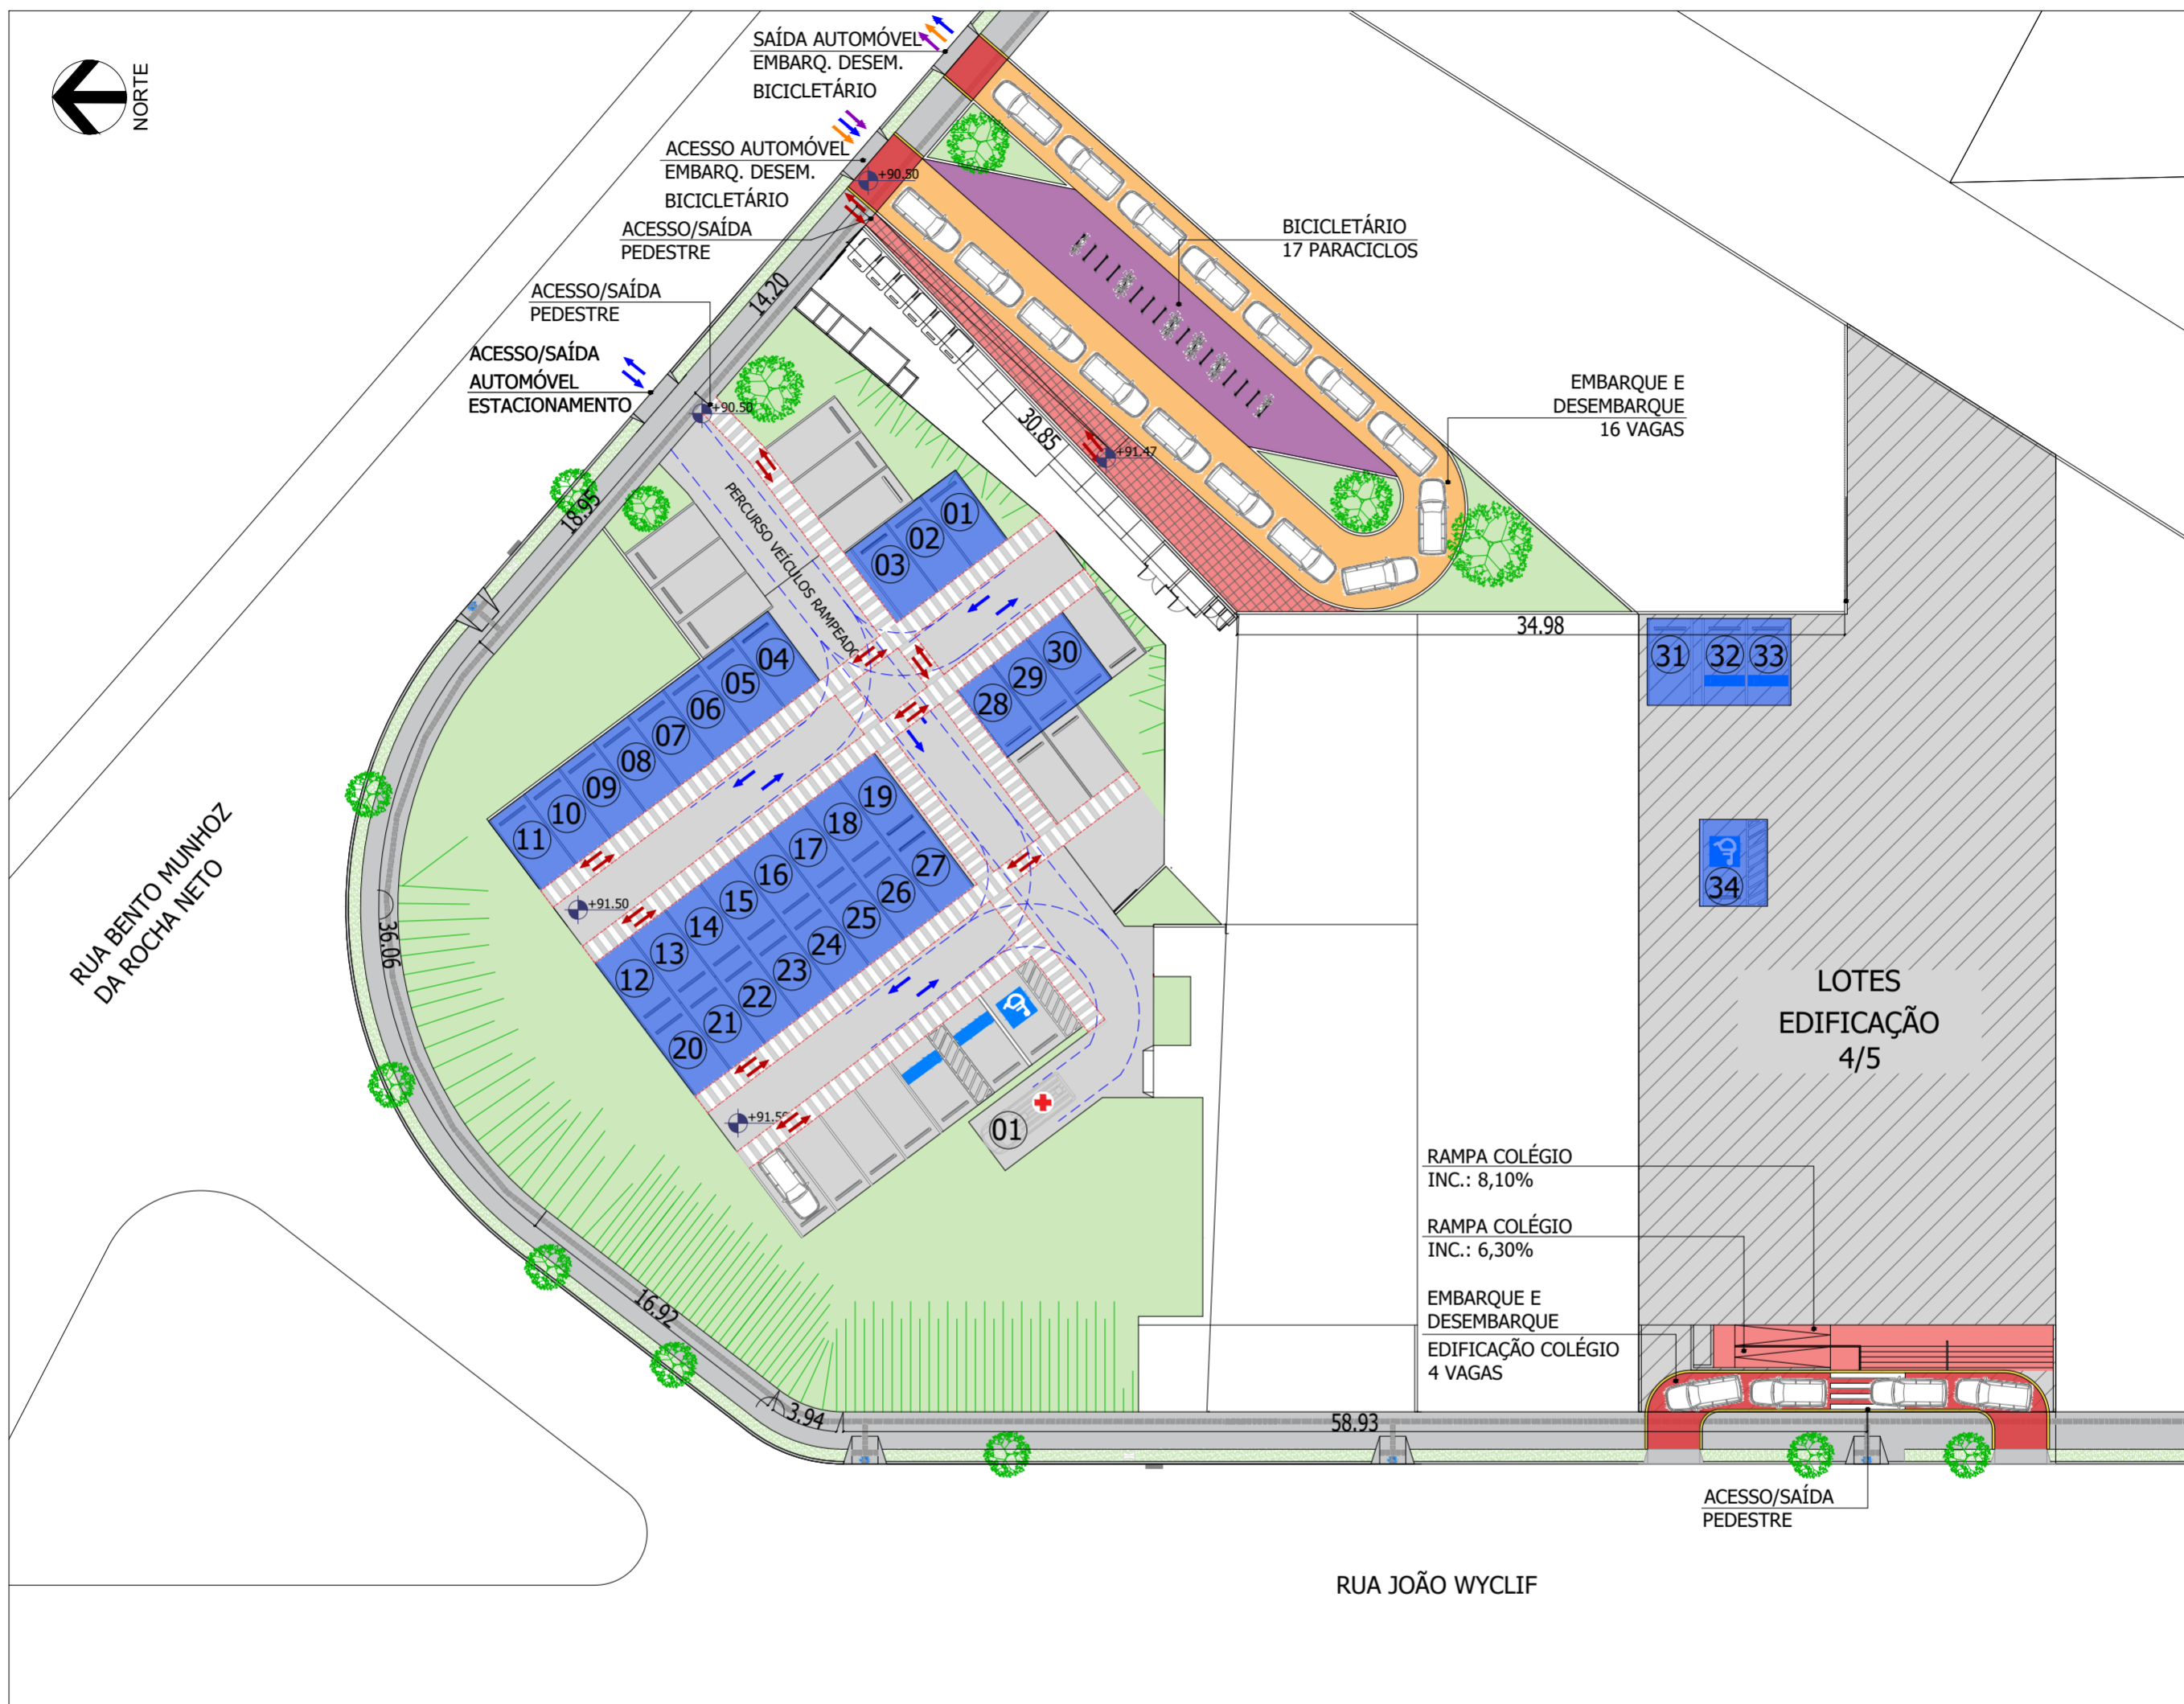 NORTE
SAÍDA AUTOMÓVEL
EMBARQ. DESEM.
BICICLETÁRIO
ACESSO AUTOMÓVEL
EMBARQ. DESEM.
BICICLETÁRIO
+90.50
ACESSO/SAÍDA
PEDESTRE
ACESSO/SAÍDA
PEDESTRE
ACESSO/SAÍDA
AUTOMÓVEL
ESTACIONAMENTO
14.20
+90.50
18.95
BICICLETÁRIO
17 PARACICLOS
EMBARQUE E
DESEMBARQUE
16 VAGAS
30.85
+91.47
34.98
PERCURSO VEÍCULOS RAMPEADO
01
02
03
04
05
06
07
08
09
10
11
12
13
14
15
16
17
18
19
20
21
22
23
24
25
26
27
28
29
30
31
32
33
34
+91.50
01
RUA BENTO MUNHOZ
DA ROCHA NETO
36.06
16.92
3.94
58.93
LOTES
EDIFICAÇÃO
4/5
RAMPA COLÉGIO
INC.: 8,10%
RAMPA COLÉGIO
INC.: 6,30%
EMBARQUE E
DESEMBARQUE
EDIFICAÇÃO COLÉGIO
4 VAGAS
ACESSO/SAÍDA
PEDESTRE
RUA JOÃO WYCLIF